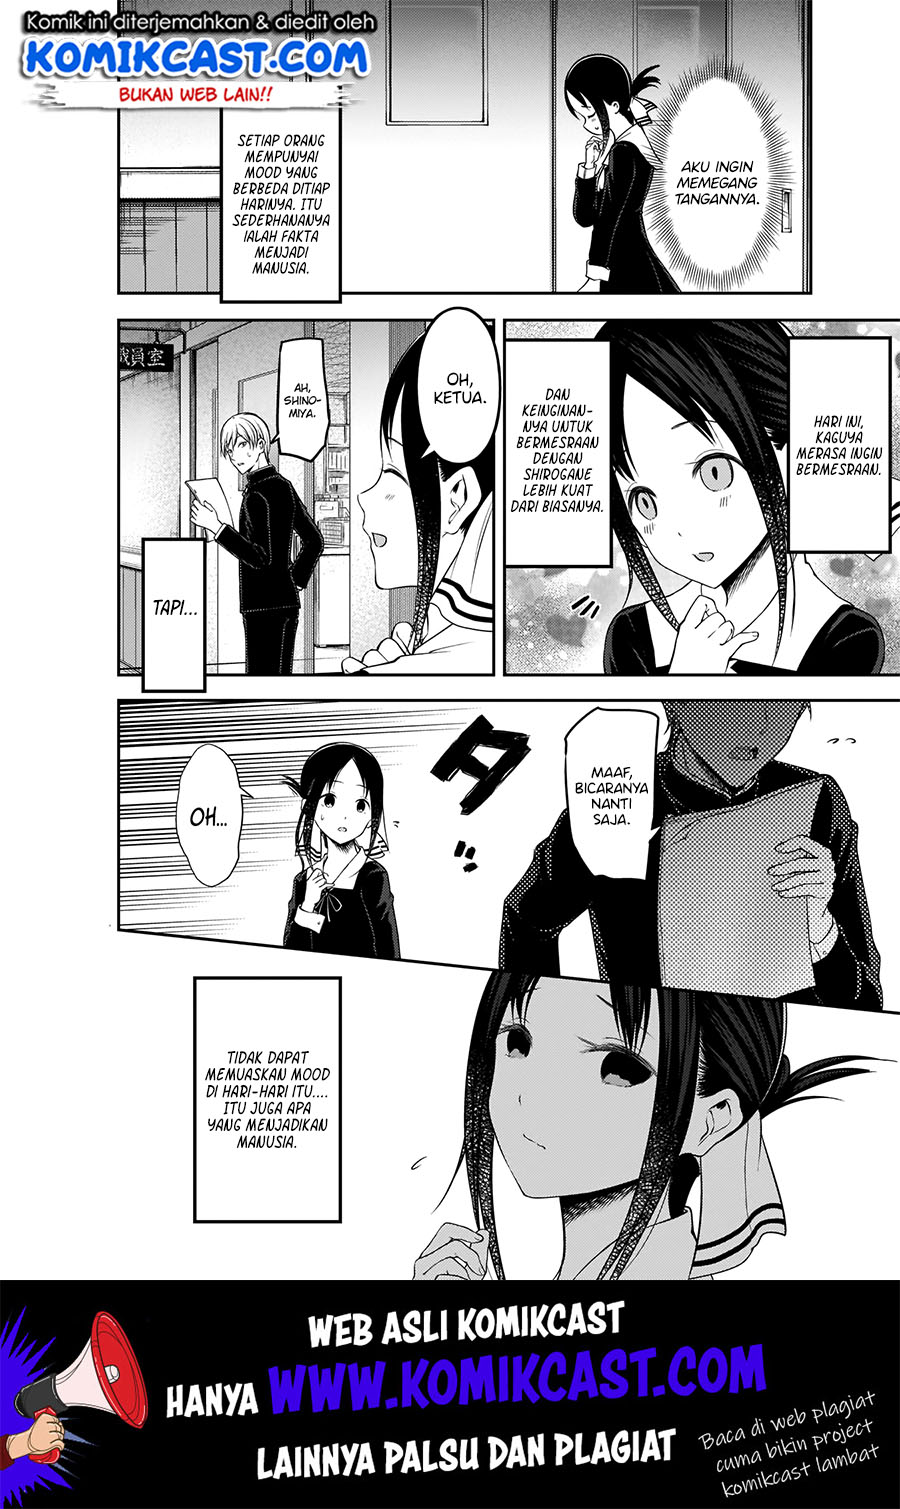 Komik ini diterjemahkan & diedit oleh
KOMIKCAST.COM
BUKAN WEB LAIN!!
AKU INGIN
MEMEGANG
TANGANNYA.
SETIAP ORANG
MEMPUNYAI
MOOD YANG
BERBEDA DITIAP
HARINYA. ITU
SEDERHANANYA
IALAH FAKTA
MENJADI
MANUSIA.
HARI INI,
KAGUYA
MERASA INGIN
BERMESRAAN.
DAN
KEINGINAN-
NYA UNTUK
BERMESRAAN
DENGAN
SHIROGANE
LEBIH KUAT
DARI BIASANYA.
OH,
KETUA.
AH,
SHINO-
MIYA.
職員室
TAPI...
MAAF,
BICARANYA
NANTI
SAJA.
タッ
OH...
TIDAK DAPAT
MEMUASKAN MOOD
DI HARI-HARI ITU....
ITU JUGA APA
YANG MENJADIKAN
MANUSIA.
WEB ASLI KOMIKCAST
HANYA WWW.KOMIKCAST.COM
LAINNYA PALSU DAN PLAGIAT
Baca di web plagiat
cuma bikin project
komikcast lambat